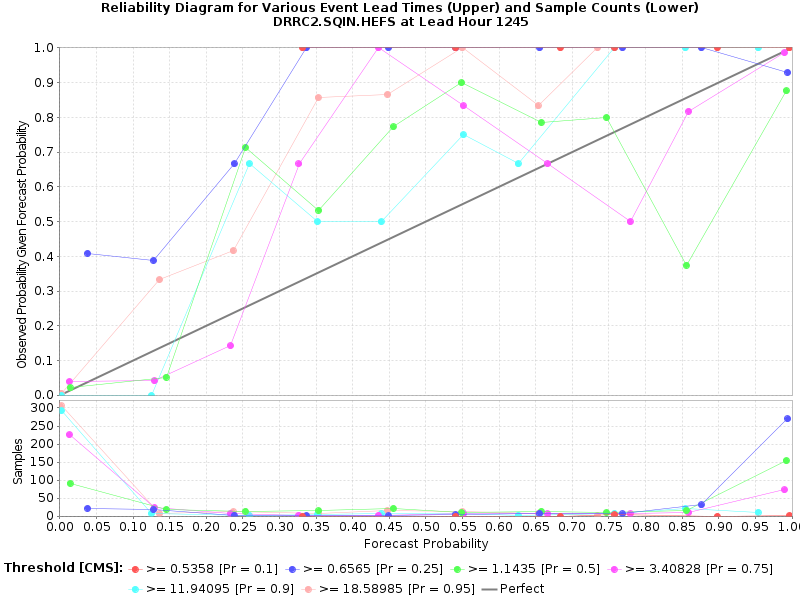 Reliability Diagram for Various Event Lead Times (Upper) and Sample Counts (Lower)
DRRC2.SQIN.HEFS at Lead Hour 1245
Observed Probability Given Forecast Probability
1.0
0.9
0.8
0.7
0.6
0.5
0.4
0.3
0.2
0.1
0.0
Samples
300
250
200
150
100
50
0
0.00 0.05 0.10 0.15 0.20 0.25 0.30 0.35 0.40 0.45 0.50 0.55 0.60 0.65 0.70 0.75 0.80 0.85 0.90 0.95 1.00
Forecast Probability
Threshold [CMS]: >= 0.5358 [Pr = 0.1] >= 0.6565 [Pr = 0.25] >= 1.1435 [Pr = 0.5] >= 3.40828 [Pr = 0.75]
>= 11.94095 [Pr = 0.9] >= 18.58985 [Pr = 0.95] Perfect